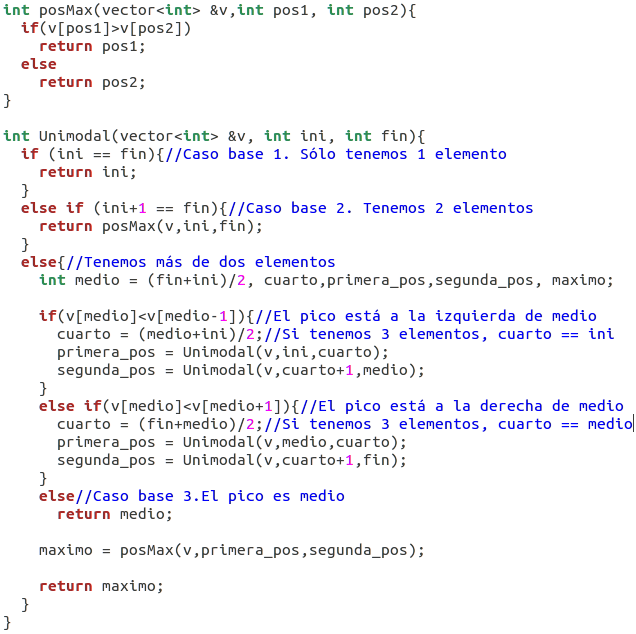 int posMax(vector<int> &v,int pos1, int pos2){
  if(v[pos1]>v[pos2])
    return pos1;
  else
    return pos2;
}

int Unimodal(vector<int> &v, int ini, int fin){
  if (ini == fin){//Caso base 1. Sólo tenemos 1 elemento
    return ini;
  }
  else if (ini+1 == fin){//Caso base 2. Tenemos 2 elementos
    return posMax(v,ini,fin);
  }
  else{//Tenemos más de dos elementos
    int medio = (fin+ini)/2, cuarto,primera_pos,segunda_pos, maximo;

    if(v[medio]<v[medio-1]){//El pico está a la izquierda de medio
      cuarto = (medio+ini)/2;//Si tenemos 3 elementos, cuarto == ini
      primera_pos = Unimodal(v,ini,cuarto);
      segunda_pos = Unimodal(v,cuarto+1,medio);
    }
    else if(v[medio]<v[medio+1]){//El pico está a la derecha de medio
      cuarto = (fin+medio)/2;//Si tenemos 3 elementos, cuarto == medio
      primera_pos = Unimodal(v,medio,cuarto);
      segunda_pos = Unimodal(v,cuarto+1,fin);
    }
    else//Caso base 3.El pico es medio
      return medio;

    maximo = posMax(v,primera_pos,segunda_pos);

    return maximo;
  }
}